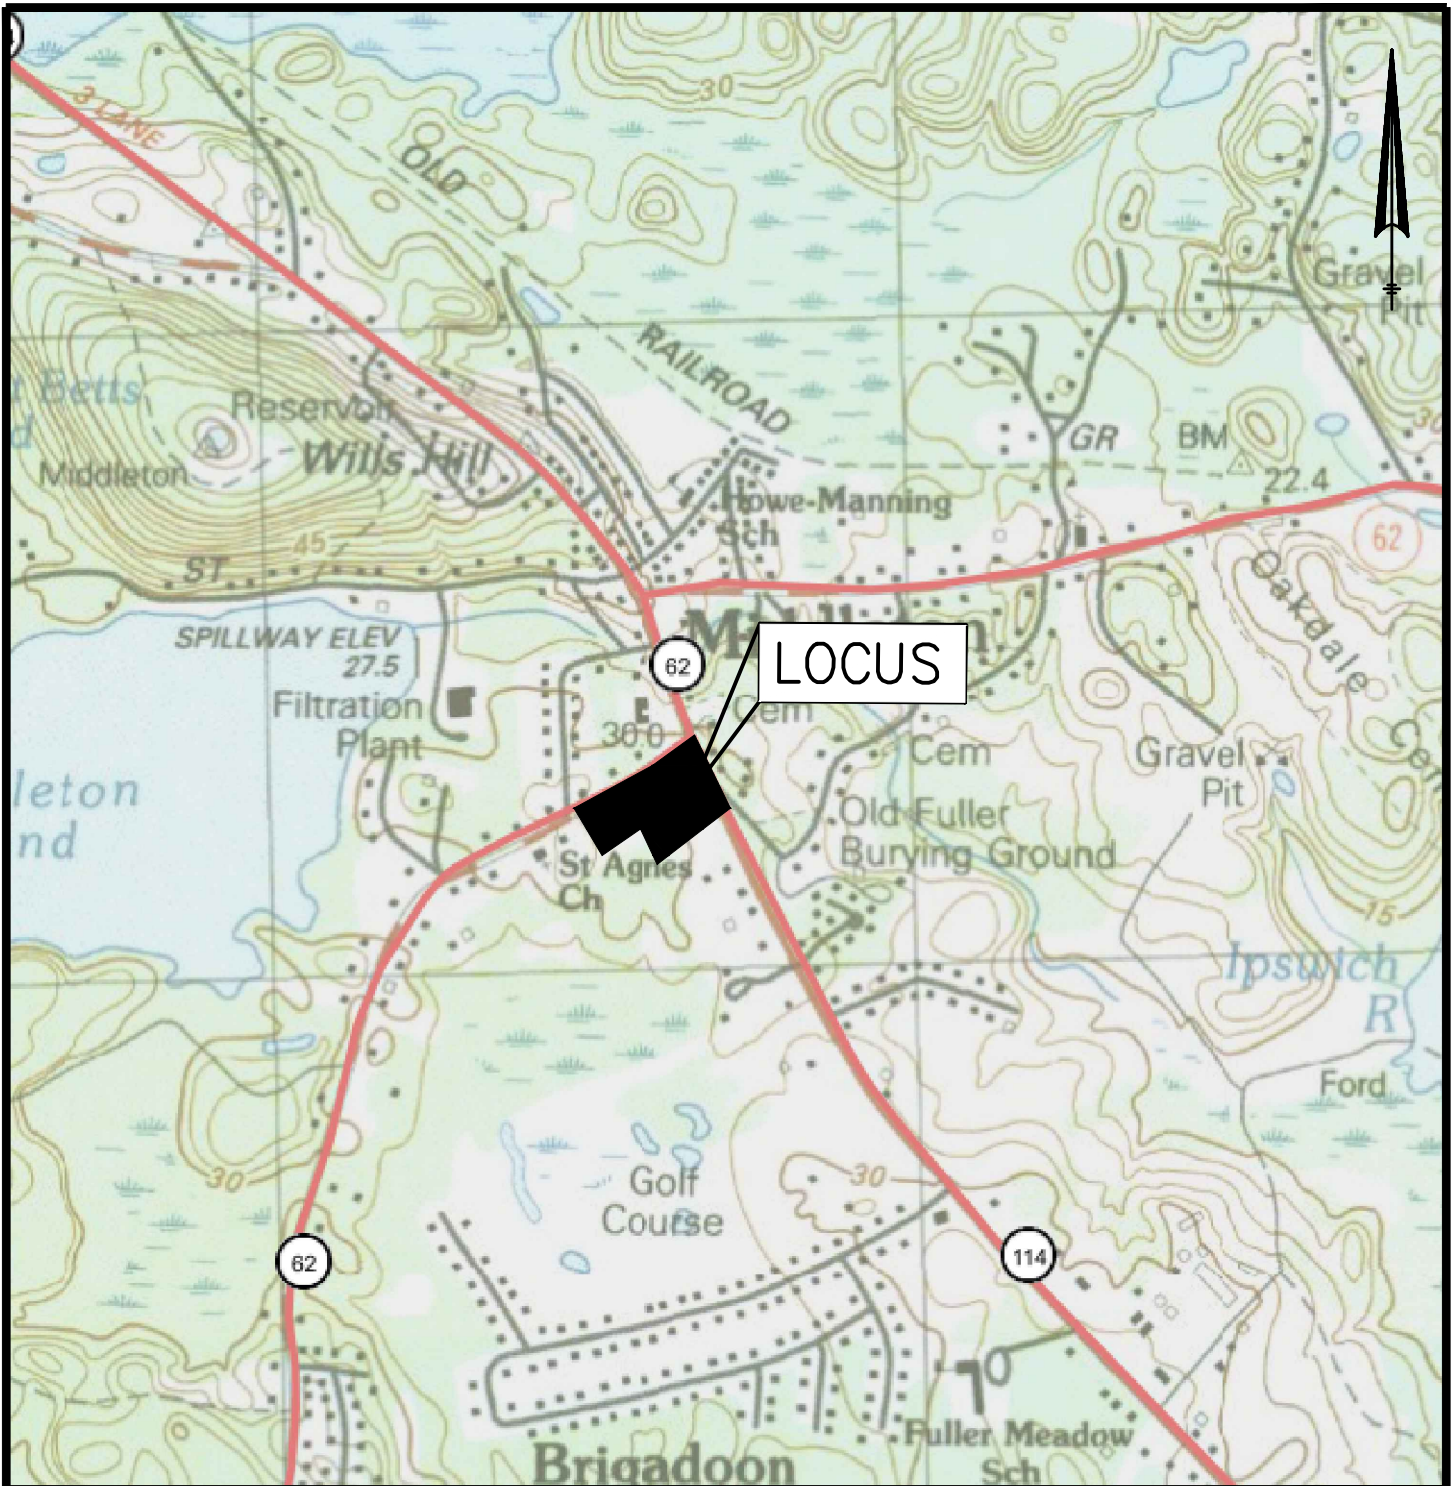 3 LANE
30
OLD
Gravel
Pit
RAILROAD
t Betts
d
Reservoir
Wills Hill
Middleton
GR
BM
22.4
30
Howe-Manning
Sch
62
45
ST
Oakdale
Cem
SPILLWAY ELEV
27.5
62
LOCUS
Filtration
Plant
30.0
Cem
Cem
Gravel
Pit
leton
nd
Old Fuller
Burying Ground
St Agnes
Ch
15
Ipswich
R
Ford
30
Golf
Course
30
62
114
Fuller Meadow
Sch
Brigadoon